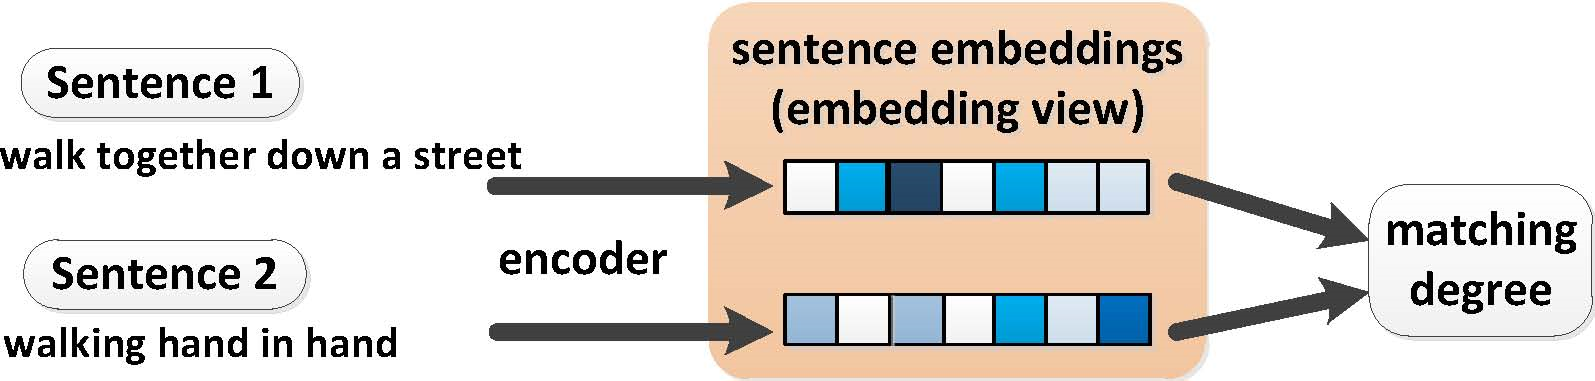 Sentence 1
walk together down a street
Sentence 2
walking hand in hand
encoder
sentence embeddings
(embedding view)
matching
degree